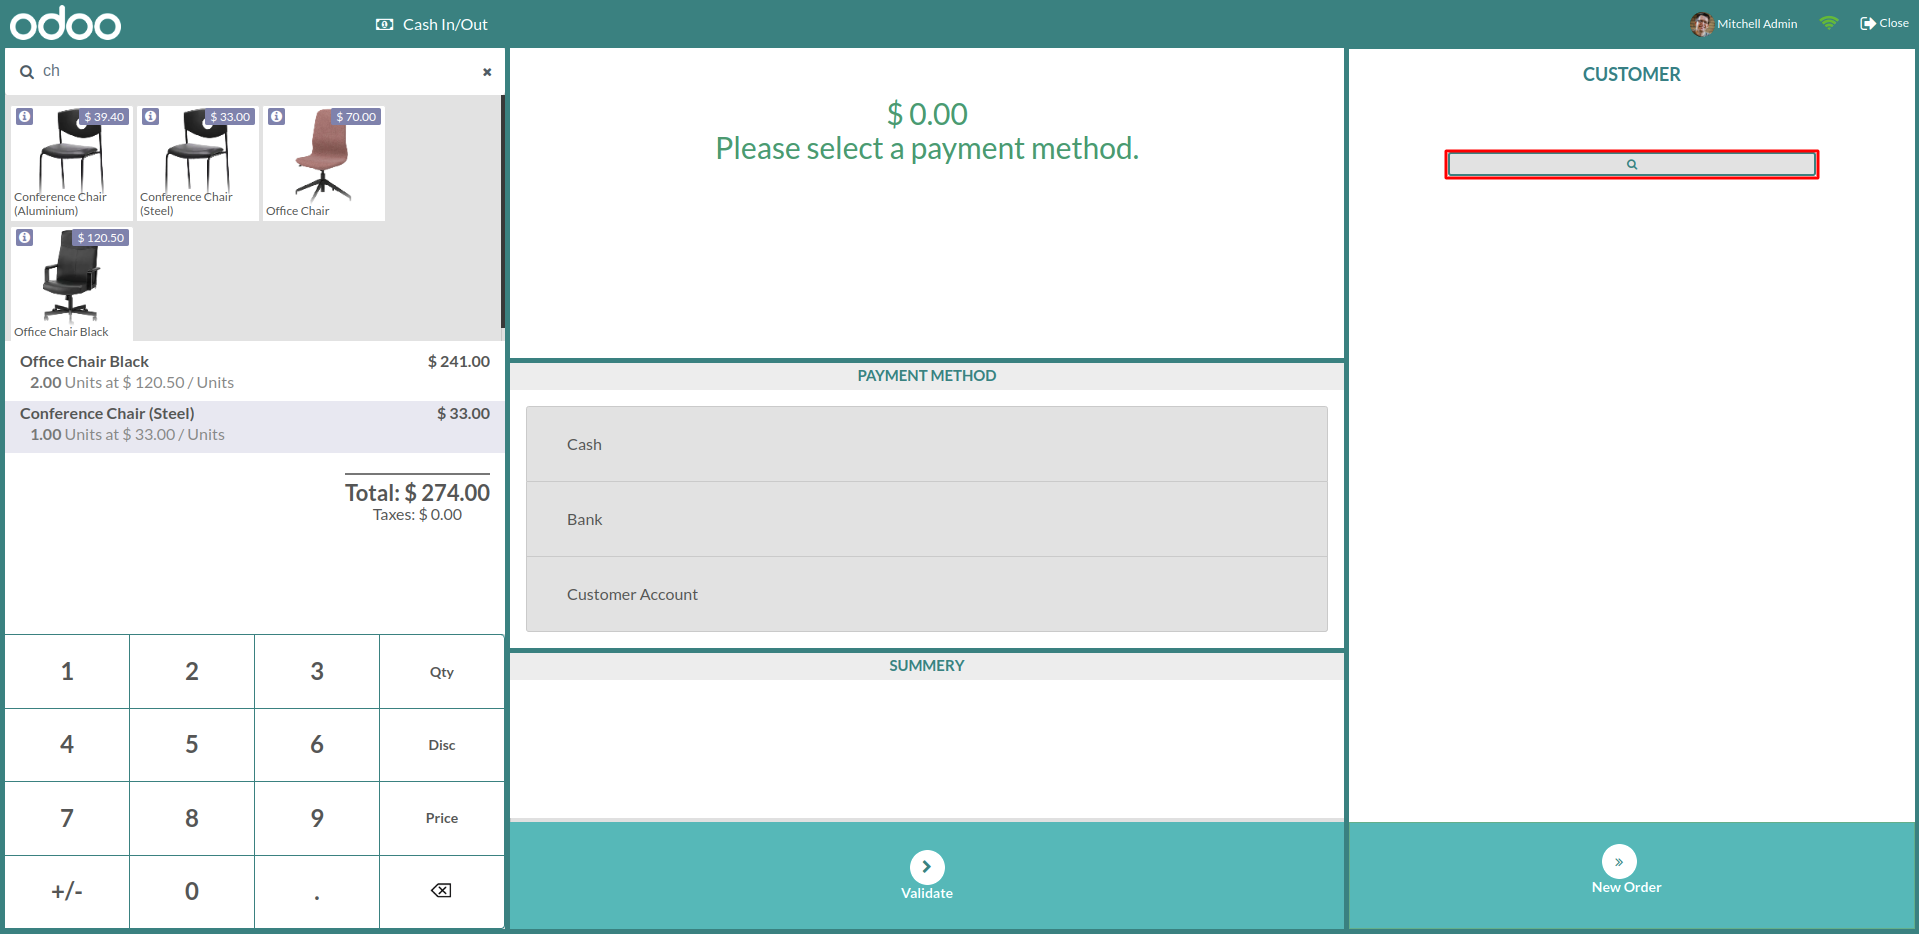 odoo
Cash In/Out
Mitchell Admin
Close
ch
$ 39.40
Conference Chair
(Aluminium)
$ 33.00
Conference Chair
(Steel)
$ 70.00
Office Chair
$ 120.50
Office Chair Black
Office Chair Black $ 241.00
2.00 Units at $ 120.50 / Units
Conference Chair (Steel) $ 33.00
1.00 Units at $ 33.00 / Units
Total: $ 274.00
Taxes: $ 0.00
1 2 3 Qty
4 5 6 Disc
7 8 9 Price
+/- 0 .
$ 0.00
Please select a payment method.
PAYMENT METHOD
Cash
Bank
Customer Account
SUMMERY
Validate
CUSTOMER
New Order